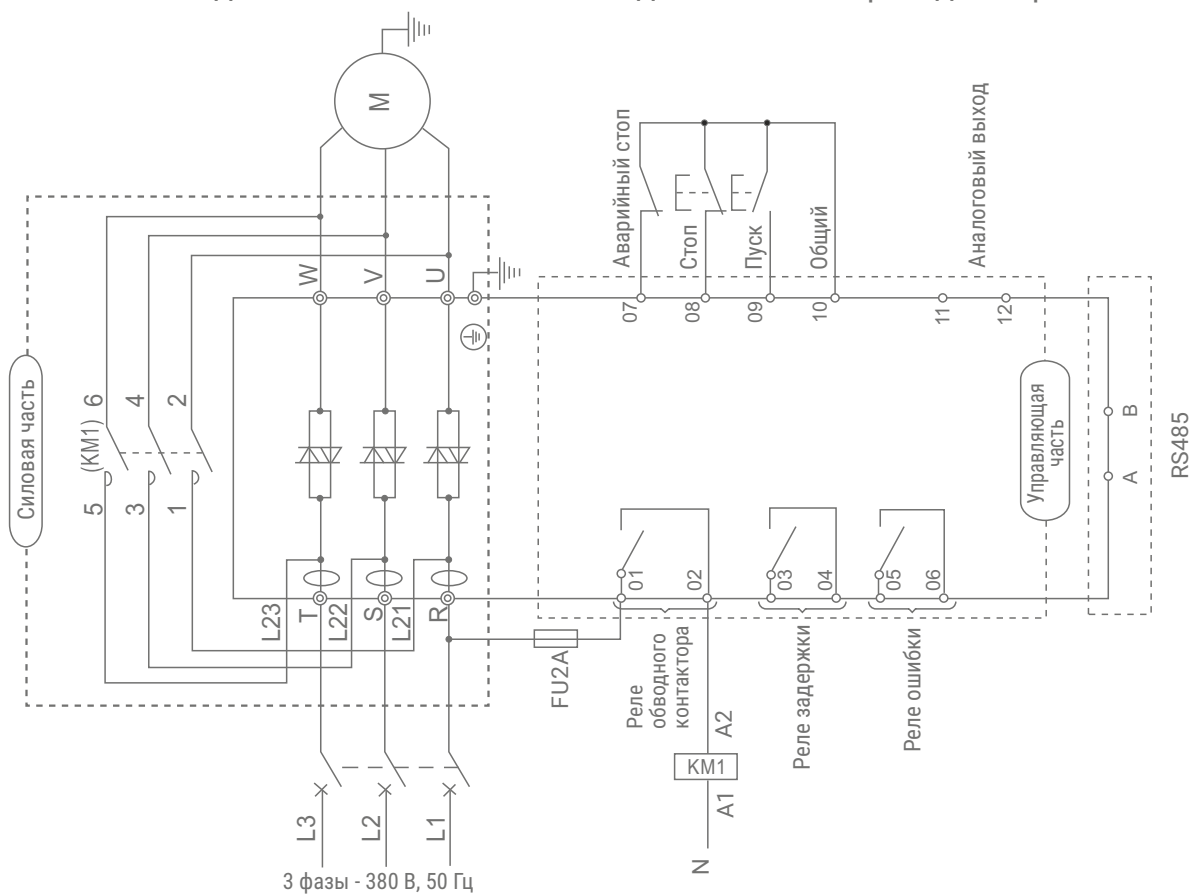 M
Силовая часть
(KM1) 6
4
2
5
3
1
W
V
U
L23
T
L22
S
L21
R
Аварийный стоп
Стоп
Пуск
Общий
Аналоговый выход
07
08
09
10
11
12
Управляющая
часть
B
A
RS485
01
02
03
04
05
06
FU2A
Реле
обводного
контактора
Реле задержки
Реле ошибки
A2
KM1
A1
N
L3
L2
L1
3 фазы - 380 В, 50 Гц